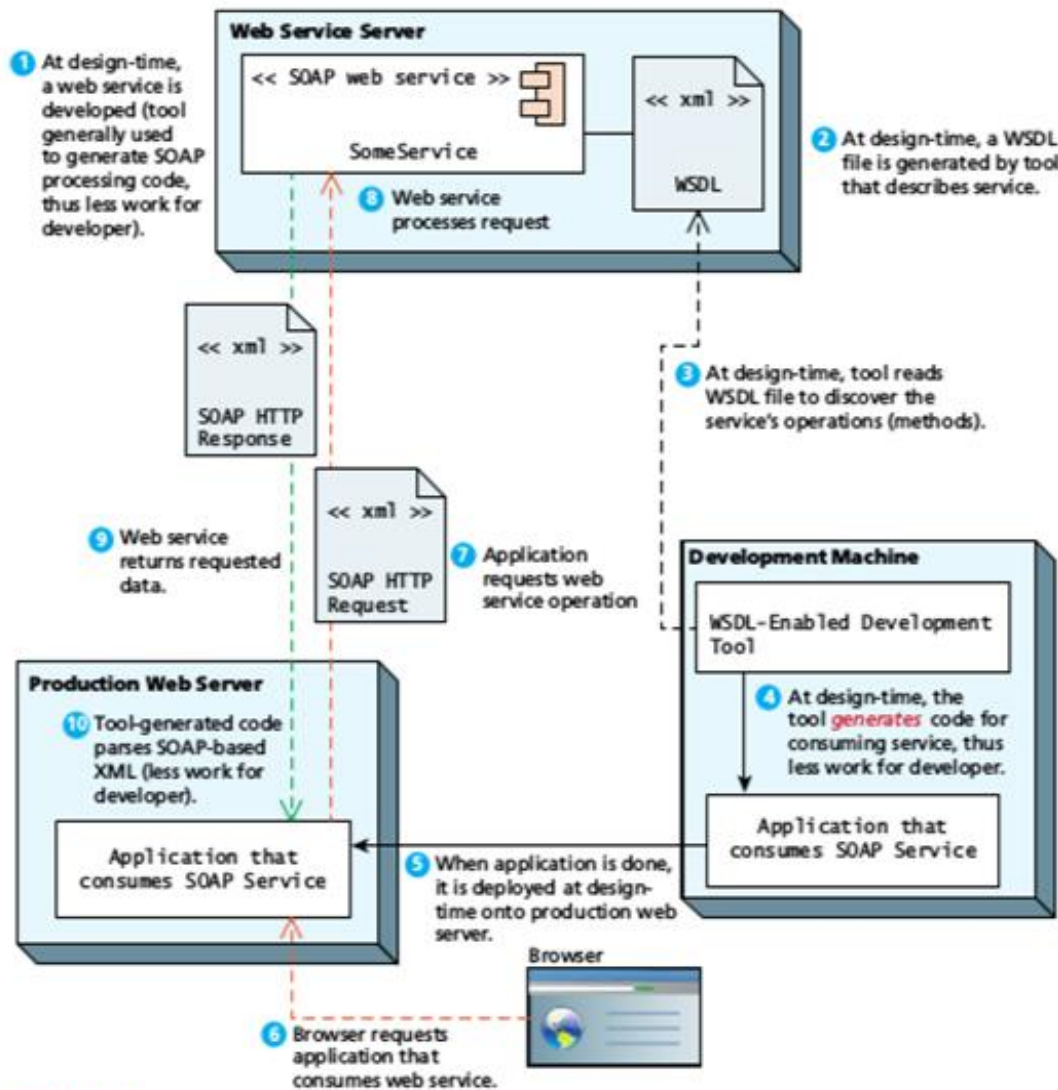 Web Service Server
1 At design-time,
a web service is
developed (tool
generally used
to generate SOAP
processing code,
thus less work for
developer).
<< SOAP web service >>
SomeService
<< xml >>
WSDL
2 At design-time, a WSDL
file is generated by tool
that describes service.
8 Web service
processes request
<< xml >>
SOAP HTTP
Response
3 At design-time, tool reads
WSDL file to discover the
service's operations (methods).
<< xml >>
SOAP HTTP
Request
9 Web service
returns requested
data.
7 Application
requests web
service operation
Development Machine
WSDL-Enabled Development
Tool
4 At design-time, the
tool generates code for
consuming service, thus
less work for developer.
Application that
consumes SOAP Service
Production Web Server
10 Tool-generated code
parses SOAP-based
XML (less work for
developer).
Application that
consumes SOAP Service
5 When application is done,
it is deployed at design-
time onto production web
server.
Browser
6 Browser requests
application that
consumes web service.